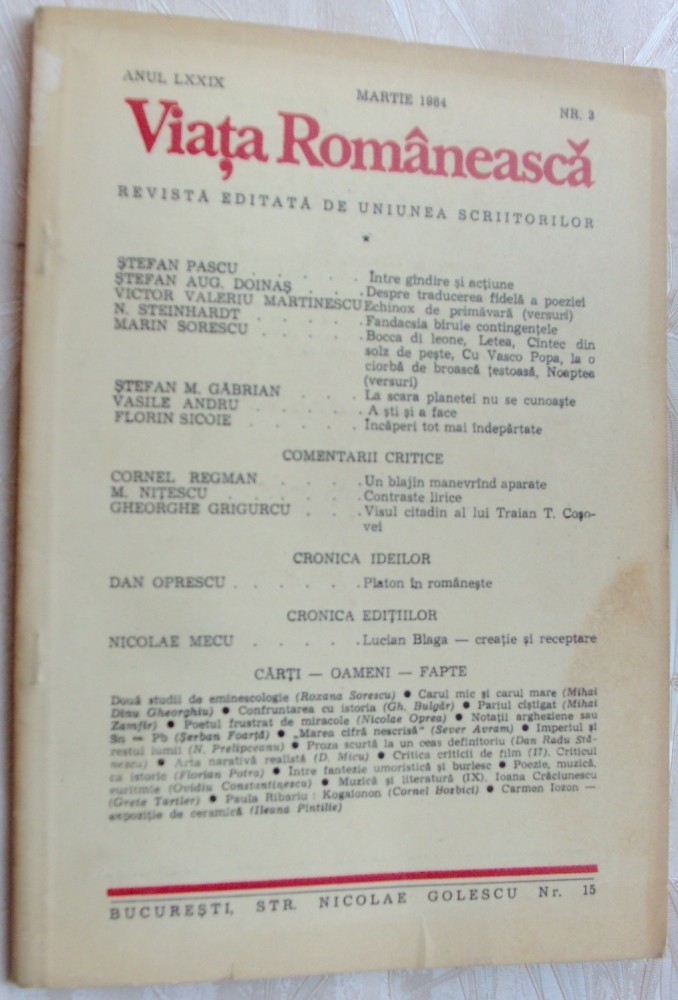 ANUL LXXIX MARTIE 1984 NR. 3
Viața Românească
REVISTĂ EDITATĂ DE UNIUNEA SCRIITORILOR
ȘTEFAN PASCU . . . . . Între gîndire și acțiune
ȘTEFAN AUG. DOINAȘ . . . Despre traducerea fidelă a poeziei
VICTOR VALERIU MARTINESCU Echinox de primăvară (versuri)
N. STEINHARDT . . . . . Fandacsia biruie contingențele
MARIN SORESCU . . . . . Bocca di leone, Letea, Cîntec din
solz de pește, Cu Vasco Popa, la o
ciorbă de broască țestoasă, Noaptea
(versuri)
ȘTEFAN M. GĂBRIAN . . . La scara planetei nu se cunoaște
VASILE ANDRU . . . . . A ști și a face
FLORIN SICOIE . . . . . Încăperi tot mai îndepărtate
COMENTARII CRITICE
CORNEL REGMAN . . . . Un blajin manevrînd aparate
M. NIȚESCU . . . . . . Contraste lirice
GHEORGHE GRIGURCU . . . Visul citadin al lui Traian T. Coșo-
vei
CRONICA IDEILOR
DAN OPRESCU . . . . . . Platon în românește
CRONICA EDIȚIILOR
NICOLAE MECU . . . . . Lucian Blaga — creație și receptare
CĂRȚI — OAMENI — FAPTE
Două studii de eminescologie (Roxana Sorescu) ● Carul mic și carul mare (Mihai
Dinu Gheorghiu) ● Confruntarea cu istoria (Gh. Bulgăr) ● Pariul cîștigat (Mihai
Zamfir) ● Poetul frustrat de miracole (Nicolae Oprea) ● Notații argheziene sau
Sn — Pb (Șerban Foarță) ● „Marea cifră nescrisă" (Sever Avram) ● Imperiul și
restul lumii (N. Prelipceanu) ● Proza scurtă la un ceas definitoriu (Dan Radu Stă-
nescu) ● Arta narativă realistă (D. Micu) ● Critica criticii de film (17). Criticul
ca istoric (Florian Potra) ● Între fantezie umoristică și burlesc ● Poezie, muzică,
euritmie (Ovidiu Constantinescu) ● Muzică și literatură (IX). Ioana Crăciunescu
(Grete Tartler) ● Paula Ribariu : Kogaionon (Cornel Bozbici) ● Carmen Iozon —
expoziție de ceramică (Ileana Pintilie)
BUCUREȘTI, STR. NICOLAE GOLESCU Nr. 15